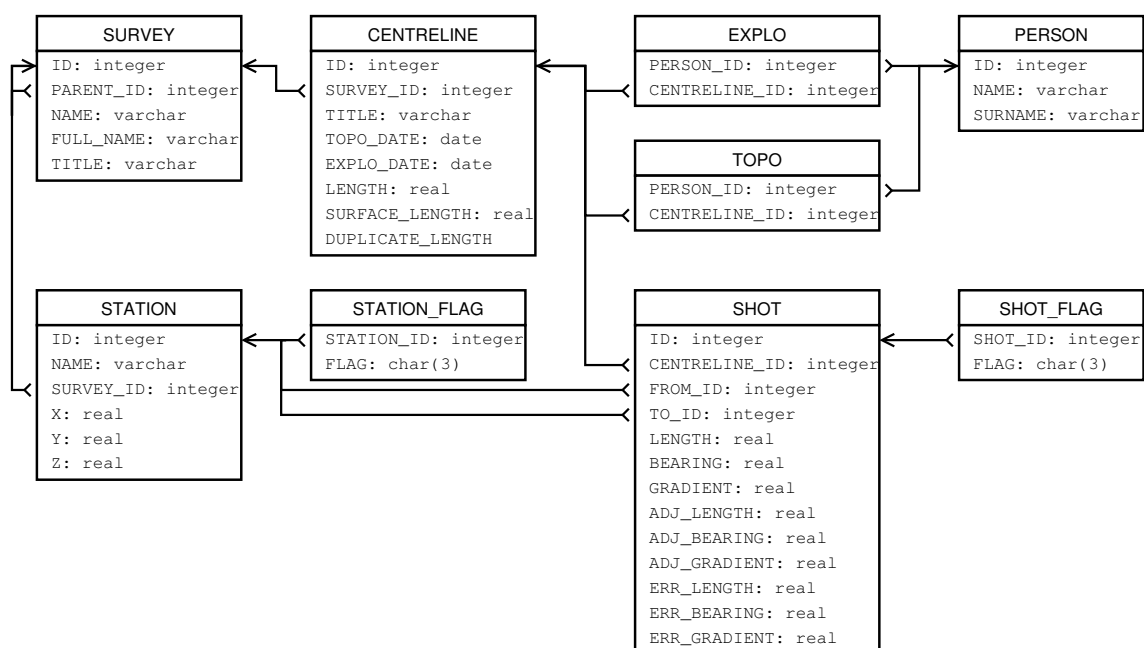 SURVEY
ID: integer
PARENT_ID: integer
NAME: varchar
FULL_NAME: varchar
TITLE: varchar
CENTRELINE
ID: integer
SURVEY_ID: integer
TITLE: varchar
TOPO_DATE: date
EXPLO_DATE: date
LENGTH: real
SURFACE_LENGTH: real
DUPLICATE_LENGTH
EXPLO
PERSON_ID: integer
CENTRELINE_ID: integer
PERSON
ID: integer
NAME: varchar
SURNAME: varchar
TOPO
PERSON_ID: integer
CENTRELINE_ID: integer
STATION
ID: integer
NAME: varchar
SURVEY_ID: integer
X: real
Y: real
Z: real
STATION_FLAG
STATION_ID: integer
FLAG: char(3)
SHOT
ID: integer
CENTRELINE_ID: integer
FROM_ID: integer
TO_ID: integer
LENGTH: real
BEARING: real
GRADIENT: real
ADJ_LENGTH: real
ADJ_BEARING: real
ADJ_GRADIENT: real
ERR_LENGTH: real
ERR_BEARING: real
ERR_GRADIENT: real
SHOT_FLAG
SHOT_ID: integer
FLAG: char(3)